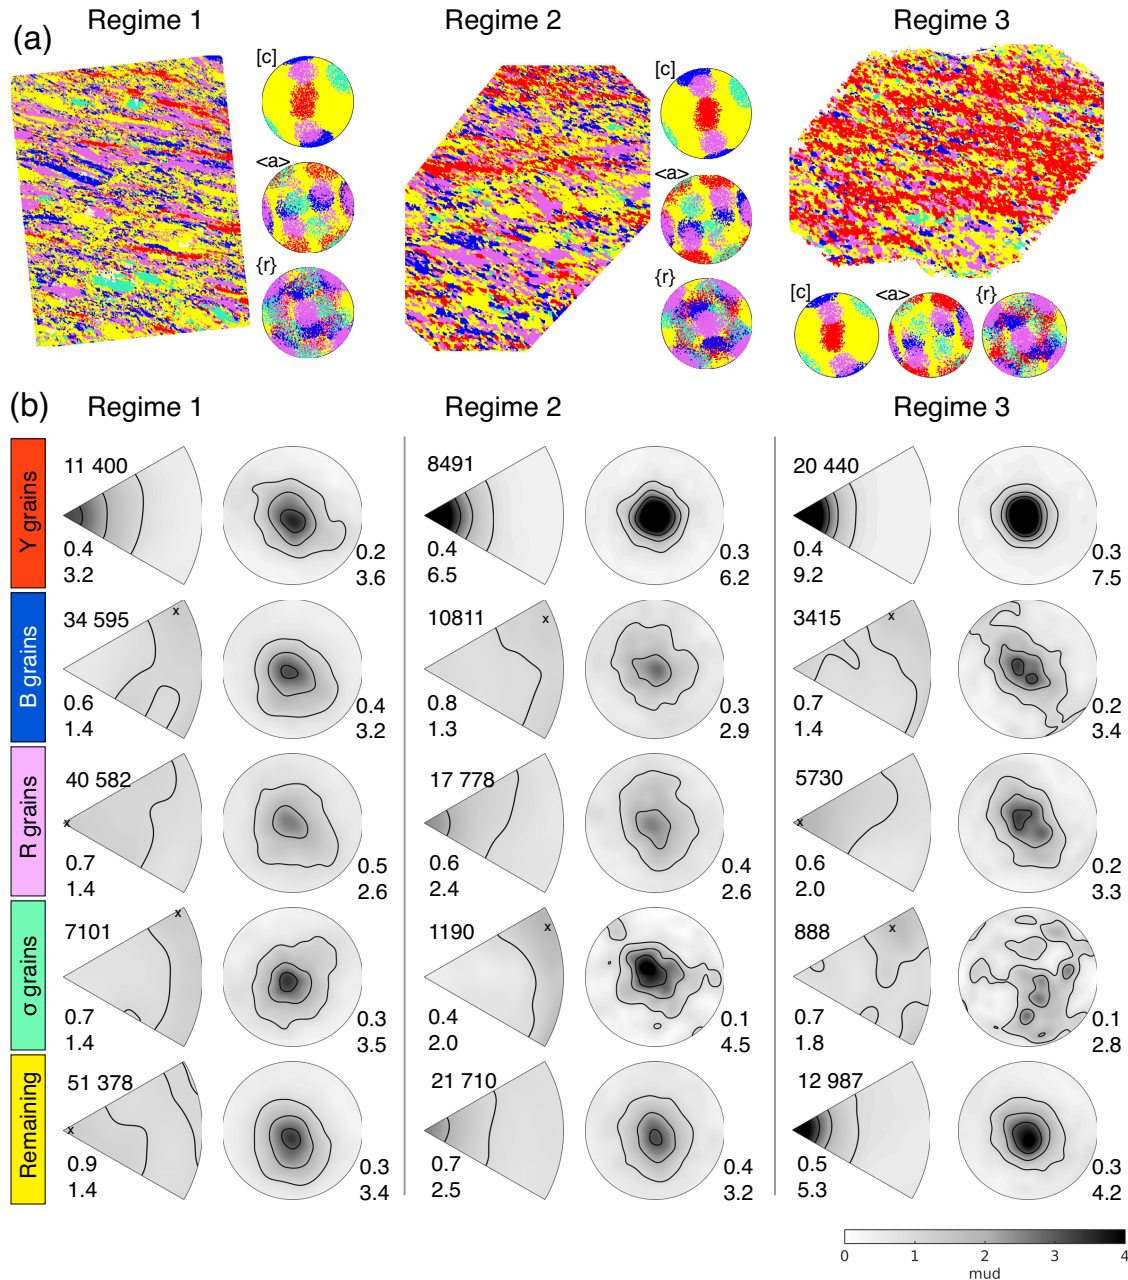 Regime 1
Regime 2
Regime 3
(a)
[c]
<a>
{r}
[c]
<a>
{r}
[c]
<a>
{r}
(b)
Regime 1
Regime 2
Regime 3
Y grains
11 400
0.4
3.2
0.2
3.6
8491
0.4
6.5
0.3
6.2
20 440
0.4
9.2
0.3
7.5
B grains
34 595
x
0.6
1.4
0.4
3.2
10811
x
0.8
1.3
0.3
2.9
3415
x
0.7
1.4
0.2
3.4
R grains
40 582
x
0.7
1.4
0.5
2.6
17 778
0.6
2.4
0.4
2.6
5730
x
0.6
2.0
0.2
3.3
σ grains
7101
x
0.7
1.4
0.3
3.5
1190
x
0.4
2.0
0.1
4.5
888
x
0.7
1.8
0.1
2.8
Remaining
51 378
x
0.9
1.4
0.3
3.4
21 710
0.7
2.5
0.4
3.2
12 987
0.5
5.3
0.3
4.2
0 1 2 3 4
mud